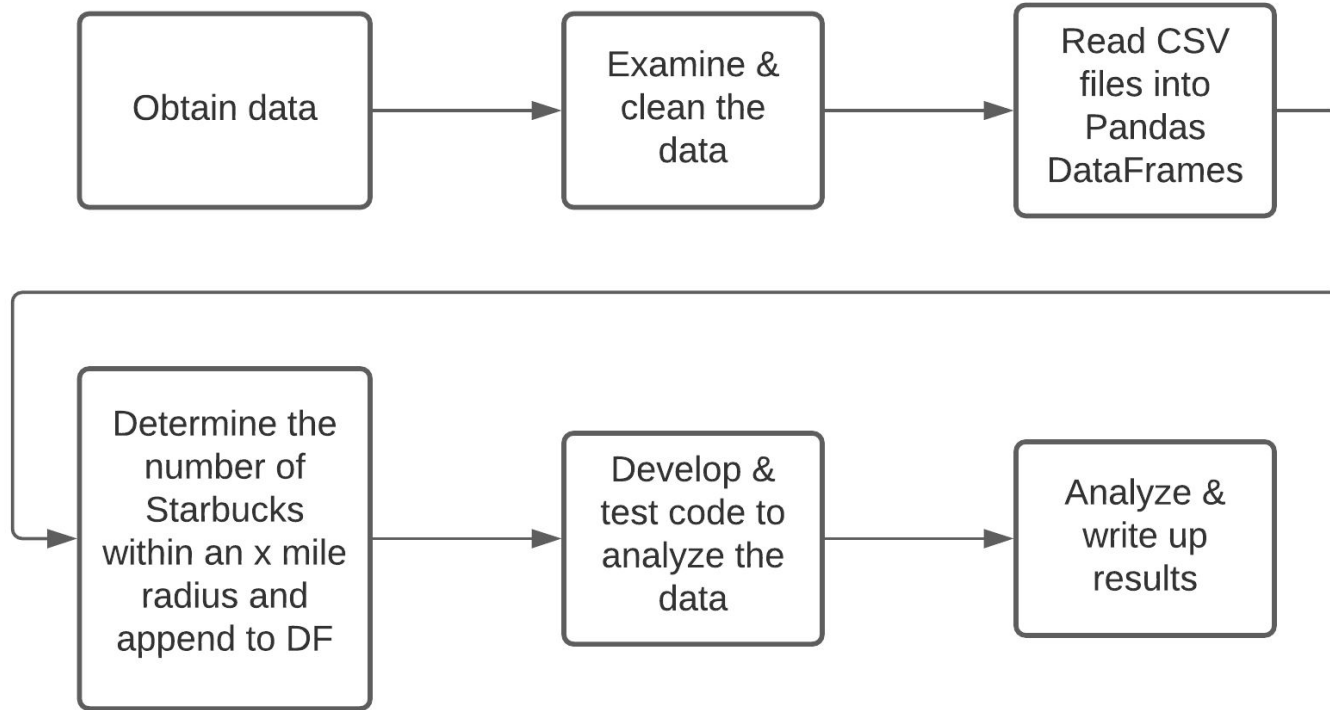 Obtain data
Examine &
clean the
data
Read CSV
files into
Pandas
DataFrames
Determine the
number of
Starbucks
within an x mile
radius and
append to DF
Develop &
test code to
analyze the
data
Analyze &
write up
results